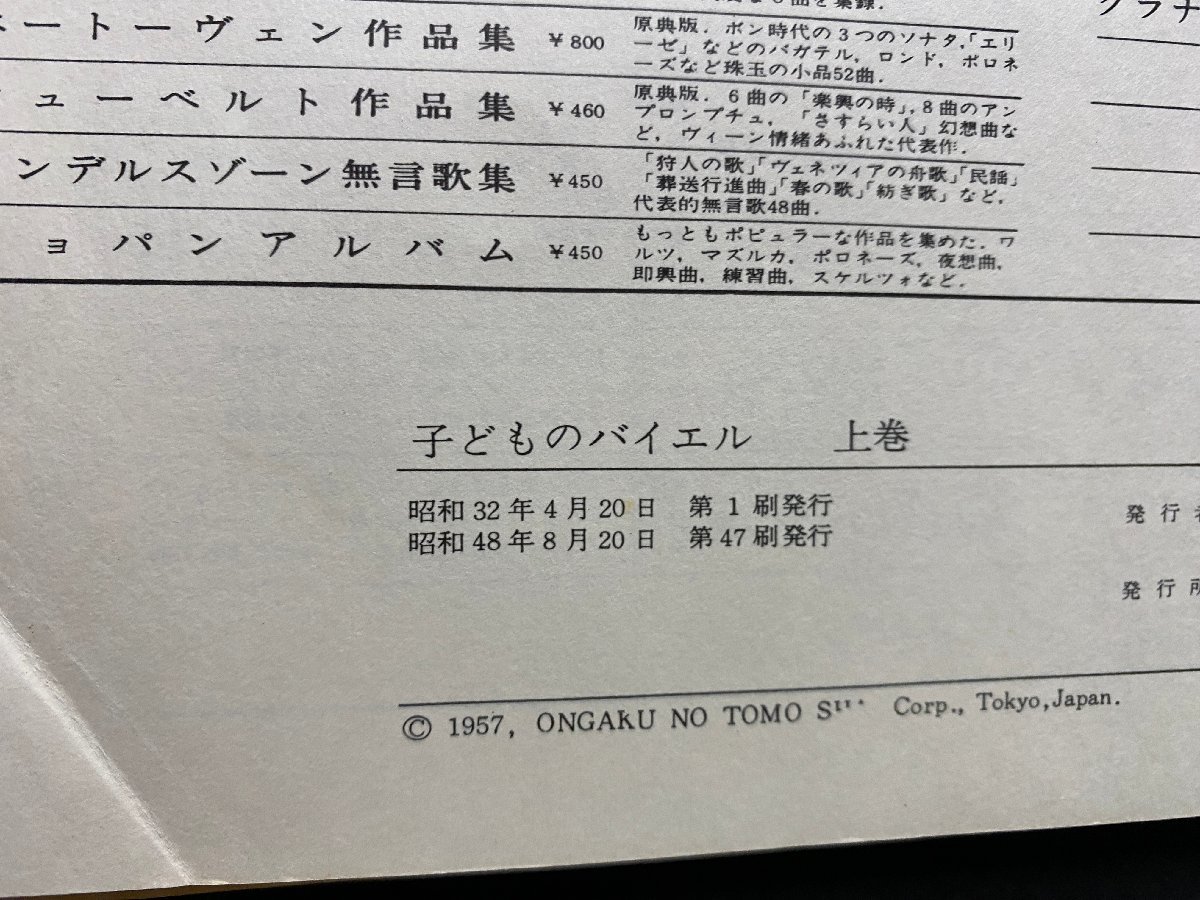 を集録.
ベートーヴェン作品集 ¥800
原典版．ボン時代の3つのソナタ,「エリ
ーゼ」などのバガテル，ロンド，ポロネ
ーズなど珠玉の小品52曲.
ューベルト作品集 ¥460
原典版．6曲の「楽興の時」，8曲のアン
プロンプチュ，「さすらい人」幻想曲な
ど，ヴィーン情緒あふれた代表作．
ンデルスゾーン無言歌集 ¥450
「狩人の歌」「ヴェネツィアの舟歌」「民謡」
「葬送行進曲」「春の歌」「紡ぎ歌」など，
代表的無言歌48曲．
ョパンアルバム ¥450
もっともポピュラーな作品を集めた．ワ
ルツ，マズルカ，ポロネーズ，夜想曲，
即興曲，練習曲，スケルツォなど．
グラナ
子どものバイエル 上巻
昭和32年4月20日 第1刷発行
昭和48年8月20日 第47刷発行
発行者
発行所
© 1957, ONGAKU NO TOMO Corp., Tokyo, Japan.